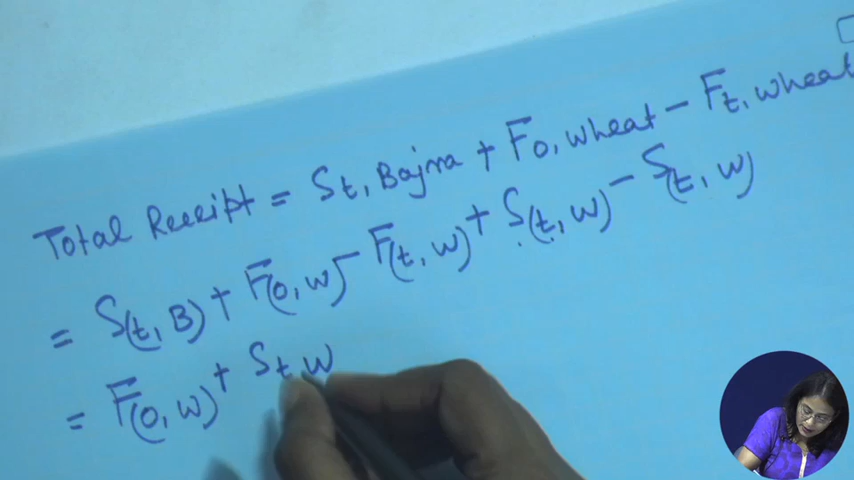 Total Receipt = St, Bajra + F0, wheat - Ft, wheat
= S(t, B) + F(0, W) - F(t, W) + S(t, W) - S(t, W)
= F(0, W) + St W